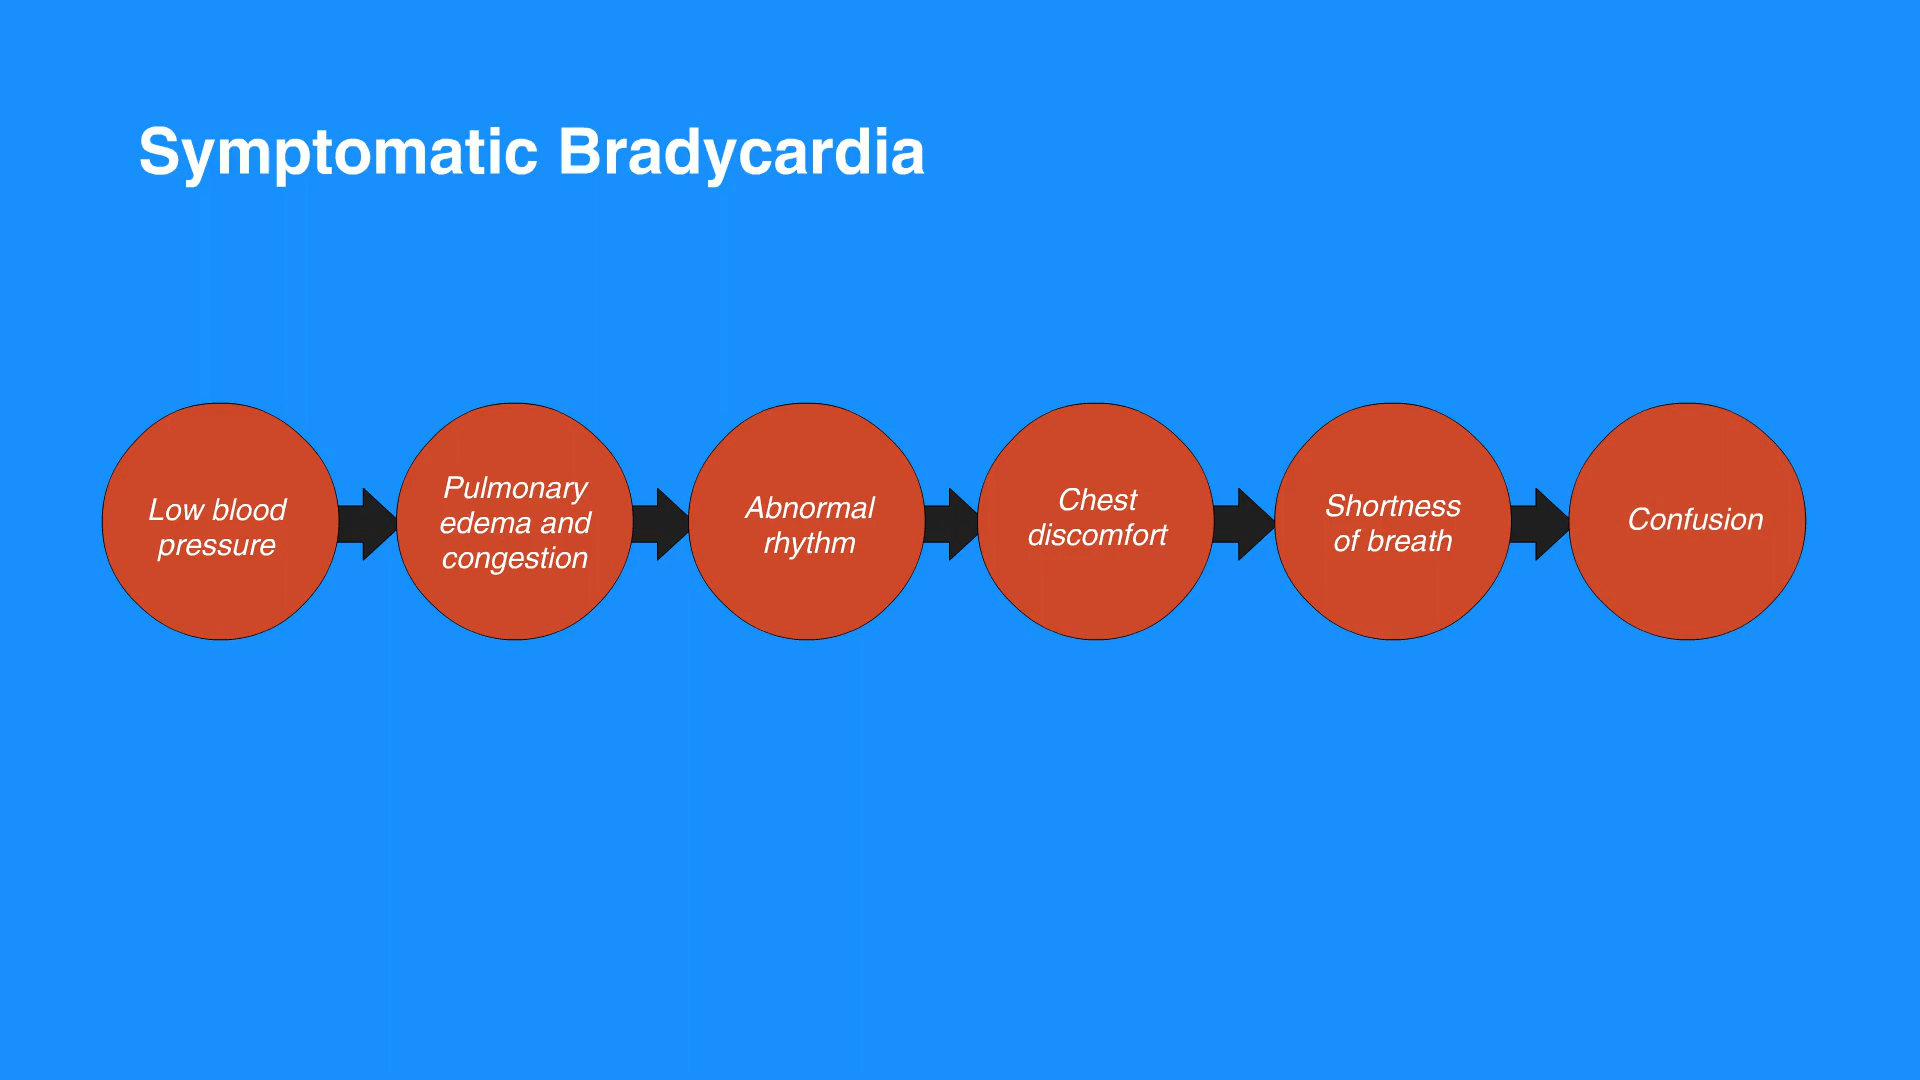 Symptomatic Bradycardia
Low blood
pressure
Pulmonary
edema and
congestion
Abnormal
rhythm
Chest
discomfort
Shortness
of breath
Confusion